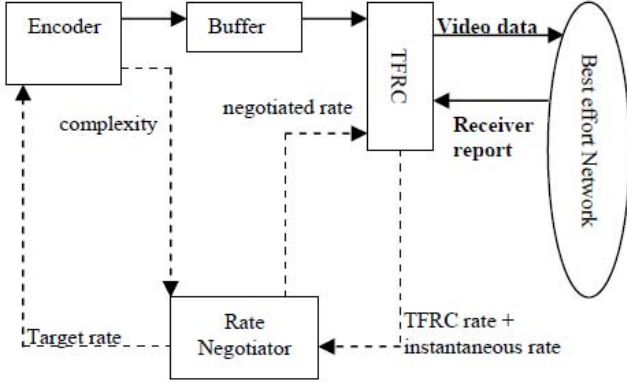 Encoder
Buffer
TFRC
Video data
Best effort Network
complexity
negotiated rate
Receiver
report
Target rate
Rate
Negotiator
TFRC rate +
instantaneous rate